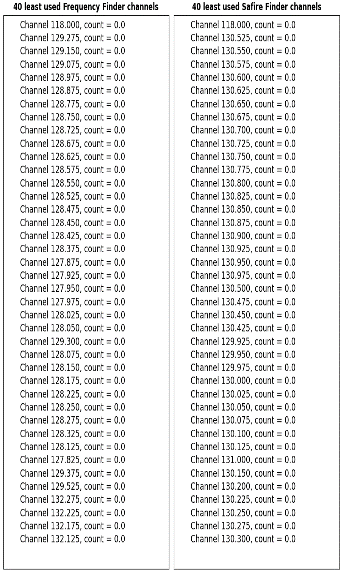 40 least used Frequency Finder channels
Channel 118.000, count = 0.0
Channel 129.275, count = 0.0
Channel 129.150, count = 0.0
Channel 129.075, count = 0.0
Channel 128.975, count = 0.0
Channel 128.875, count = 0.0
Channel 128.775, count = 0.0
Channel 128.750, count = 0.0
Channel 128.725, count = 0.0
Channel 128.675, count = 0.0
Channel 128.625, count = 0.0
Channel 128.575, count = 0.0
Channel 128.550, count = 0.0
Channel 128.525, count = 0.0
Channel 128.475, count = 0.0
Channel 128.450, count = 0.0
Channel 128.425, count = 0.0
Channel 128.375, count = 0.0
Channel 127.875, count = 0.0
Channel 127.925, count = 0.0
Channel 127.950, count = 0.0
Channel 127.975, count = 0.0
Channel 128.025, count = 0.0
Channel 128.050, count = 0.0
Channel 129.300, count = 0.0
Channel 128.075, count = 0.0
Channel 128.150, count = 0.0
Channel 128.175, count = 0.0
Channel 128.225, count = 0.0
Channel 128.250, count = 0.0
Channel 128.275, count = 0.0
Channel 128.325, count = 0.0
Channel 128.125, count = 0.0
Channel 127.825, count = 0.0
Channel 129.375, count = 0.0
Channel 129.525, count = 0.0
Channel 132.275, count = 0.0
Channel 132.225, count = 0.0
Channel 132.175, count = 0.0
Channel 132.125, count = 0.0
40 least used Safire Finder channels
Channel 118.000, count = 0.0
Channel 130.525, count = 0.0
Channel 130.550, count = 0.0
Channel 130.575, count = 0.0
Channel 130.600, count = 0.0
Channel 130.625, count = 0.0
Channel 130.650, count = 0.0
Channel 130.675, count = 0.0
Channel 130.700, count = 0.0
Channel 130.725, count = 0.0
Channel 130.750, count = 0.0
Channel 130.775, count = 0.0
Channel 130.800, count = 0.0
Channel 130.825, count = 0.0
Channel 130.850, count = 0.0
Channel 130.875, count = 0.0
Channel 130.900, count = 0.0
Channel 130.925, count = 0.0
Channel 130.950, count = 0.0
Channel 130.975, count = 0.0
Channel 130.500, count = 0.0
Channel 130.475, count = 0.0
Channel 130.450, count = 0.0
Channel 130.425, count = 0.0
Channel 129.925, count = 0.0
Channel 129.950, count = 0.0
Channel 129.975, count = 0.0
Channel 130.000, count = 0.0
Channel 130.025, count = 0.0
Channel 130.050, count = 0.0
Channel 130.075, count = 0.0
Channel 130.100, count = 0.0
Channel 130.125, count = 0.0
Channel 131.000, count = 0.0
Channel 130.150, count = 0.0
Channel 130.200, count = 0.0
Channel 130.225, count = 0.0
Channel 130.250, count = 0.0
Channel 130.275, count = 0.0
Channel 130.300, count = 0.0